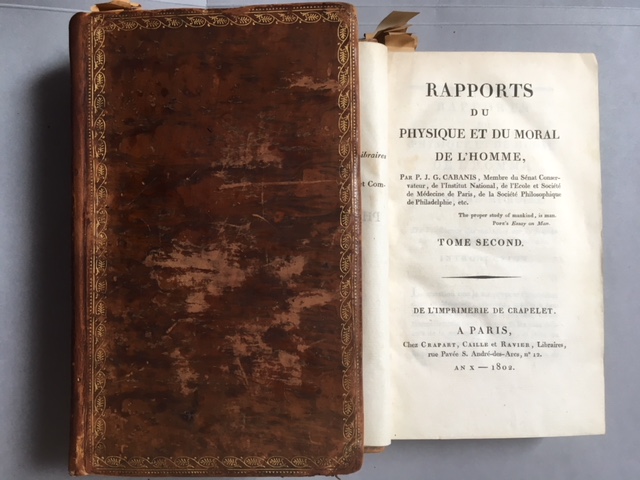 RAPPORTS
DU
PHYSIQUE ET DU MORAL
DE L'HOMME,
PAR P. J. G. CABANIS, Membre du Sénat Conser-
vateur, de l'Institut National, de l'Ecole et Société
de Médecine de Paris, de la Société Philosophique
de Philadelphie, etc.
The proper study of mankind, is man.
POPE'S Essay on Man.
TOME SECOND.
DE L'IMPRIMERIE DE CRAPELET.
A PARIS,
Chez CRAPART, CAILLE et RAVIER, Libraires,
rue Pavée S. André-des-Arcs, n° 12.
AN X — 1802.
ibraires
t Com-